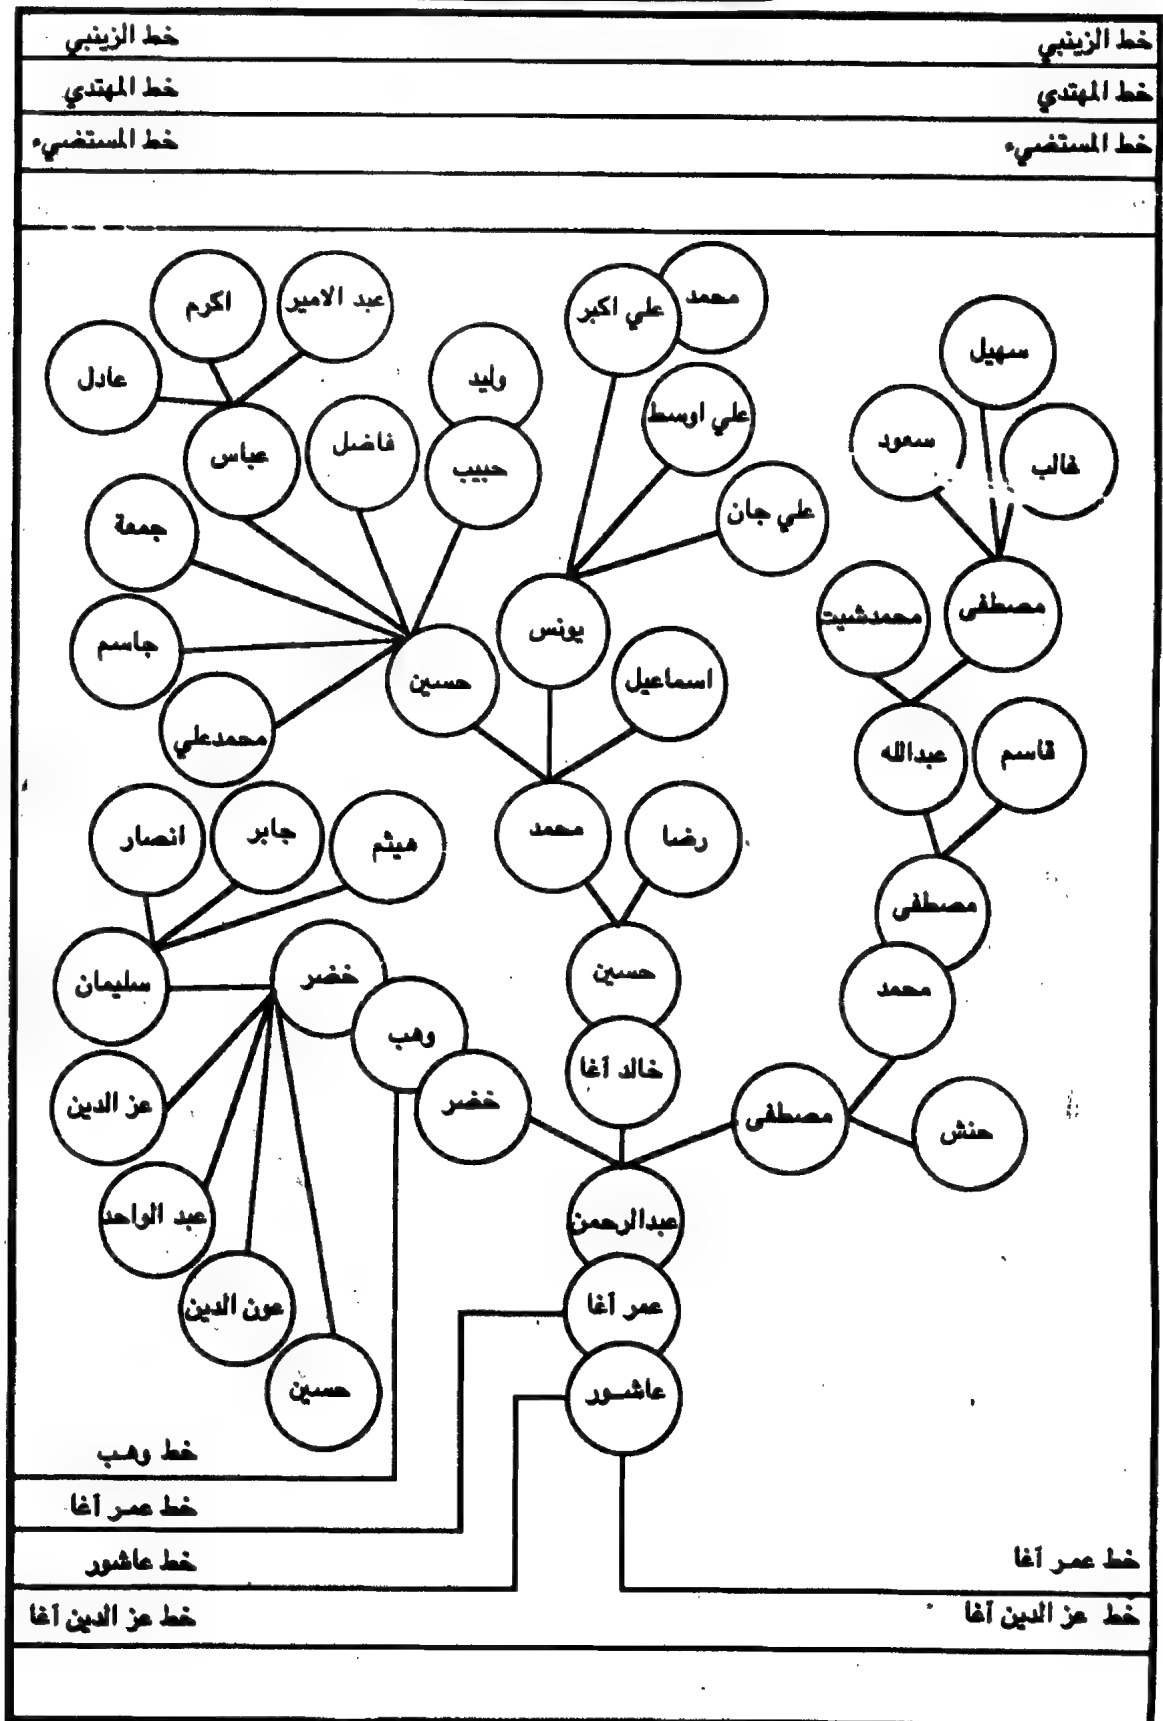 خط الزينبي
خط الزينبي
خط المهتدي
خط المهتدي
خط المستضيء
خط المستضيء
محمد
علي اكبر
عبد الامير
اكرم
سهيل
وليد
عادل
علي اوسط
سعود
غالب
فاضل
عباس
حبيب
علي جان
جمعة
مصطفى
محمدشيت
يونس
جاسم
اسماعيل
حسين
محمدعلي
قاسم
عبدالله
رضا
محمد
ميثم
جابر
انصار
مصطفى
حسين
خضر
سليمان
محمد
وهب
خالد آغا
خضر
عز الدين
مصطفى
حنش
عبدالرحمن
عبد الواحد
عمر آغا
عون الدين
عاشور
حسين
خط وهب
خط عمر آغا
خط عمر آغا
خط عاشور
خط عز الدين آغا
خط عز الدين آغا